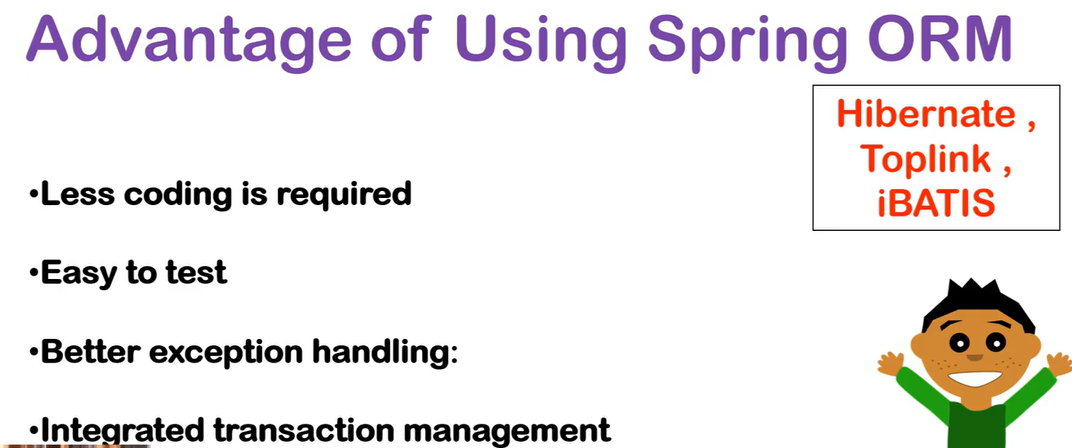 Advantage of Using Spring ORM
Hibernate ,
Toplink ,
iBATIS
•Less coding is required
•Easy to test
•Better exception handling:
•Integrated transaction management